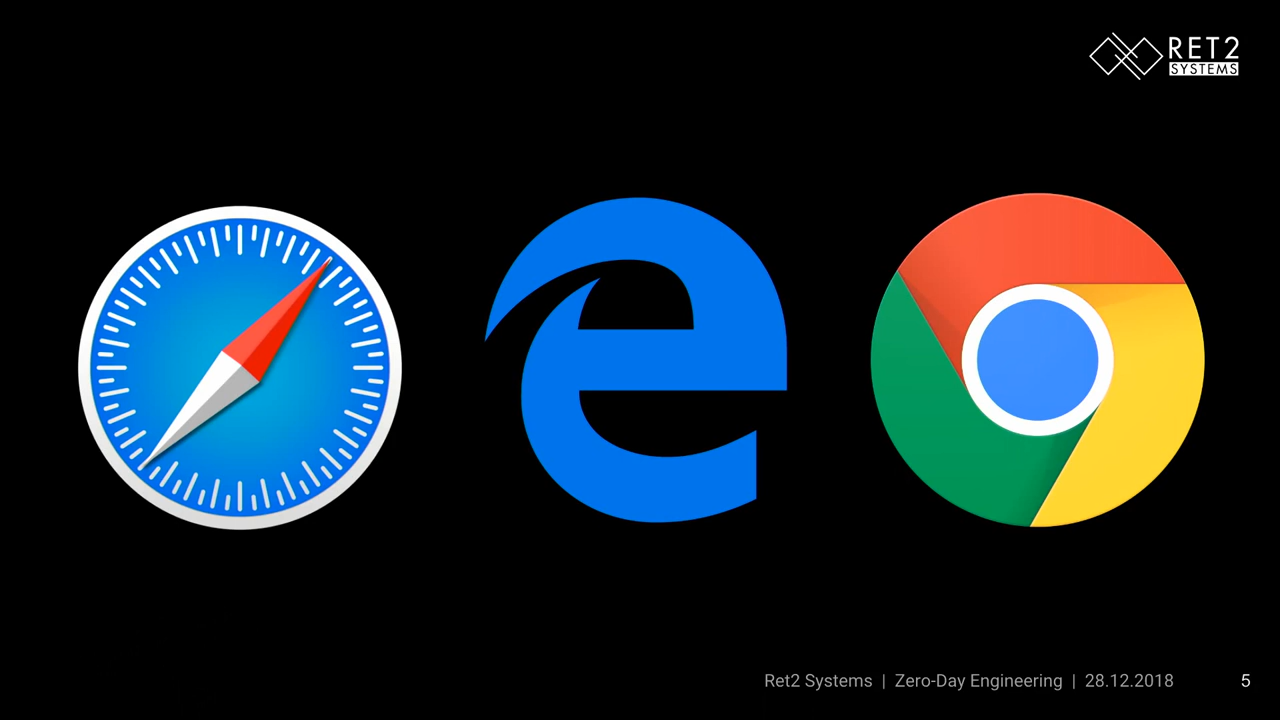 RET2
SYSTEMS
Ret2 Systems | Zero-Day Engineering | 28.12.2018
5